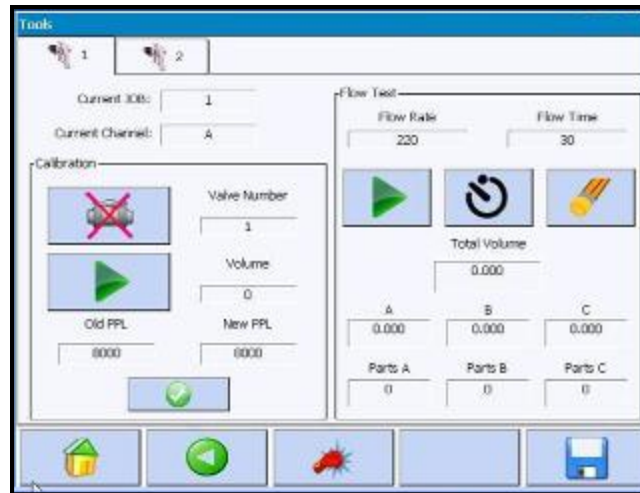 Tools
1
2
Current JOB: 1
Current Channel: A
Calibration
Valve Number
1
Volume
0
Old PPL
New PPL
8000
8000
Flow Test
Flow Rate
Flow Time
220
30
Total Volume
0.000
A
B
C
0.000
0.000
0.000
Parts A
Parts B
Parts C
0
0
0